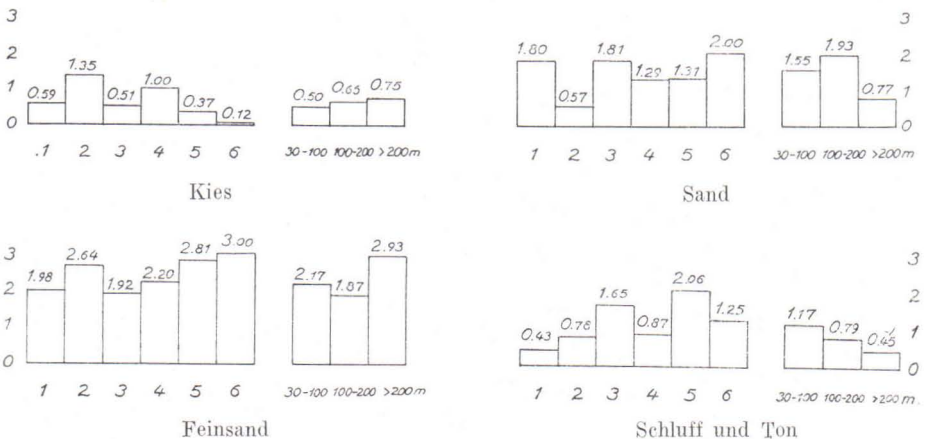 3
2
1
0
0.59 1.35 0.51 1.00 0.37 0.12
0.50 0.65 0.75
.1 2 3 4 5 6
30-100 100-200 >200m
Kies
1.80 0.57 1.81 1.29 1.31 2.00
1.55 1.93 0.77
3
2
1
0
1 2 3 4 5 6
30-100 100-200 >200m
Sand
3
2
1
0
1.98 2.64 1.92 2.20 2.81 3.00
2.17 1.87 2.93
1 2 3 4 5 6
30-100 100-200 >200m
Feinsand
0.43 0.78 1.65 0.87 2.06 1.25
1.17 0.79 0.45
3
2
1
0
1 2 3 4 5 6
30-100 100-200 >200m.
Schluff und Ton